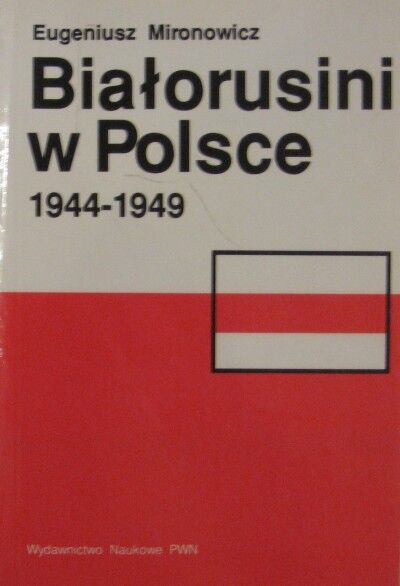 Eugeniusz Mironowicz
Białorusini
w Polsce
1944-1949
Wydawnictwo Naukowe PWN